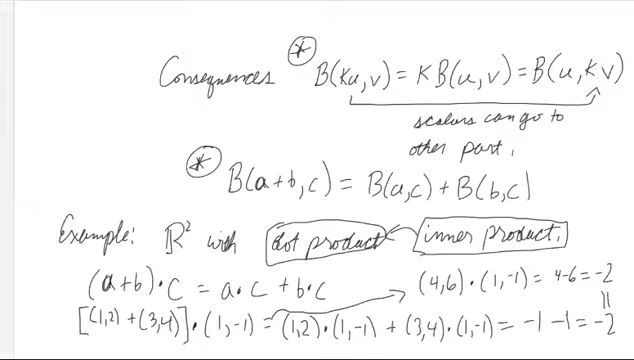 Consequences * B(Ku,v) = K B(u,v) = B(u,kv)
scalars can go to
other part.
* B(a+b,c) = B(a,c) + B(b,c)
Example: ℝ² with dot product inner product.
(a+b)·c = a·c + b·c (4,6)·(1,-1) = 4-6 = -2
[(1,2)+(3,4)]·(1,-1) = (1,2)·(1,-1) + (3,4)·(1,-1) = -1 -1 = -2